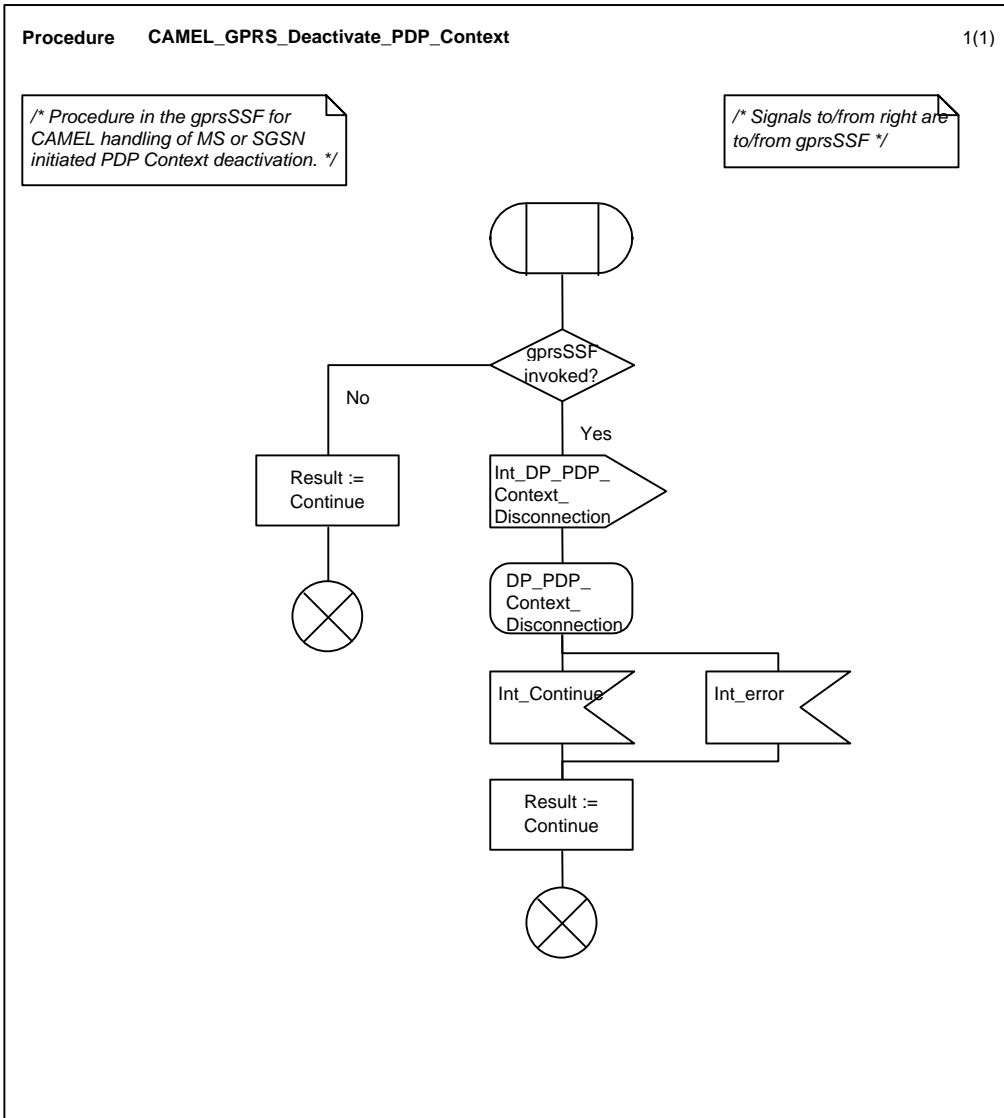 Procedure CAMEL_GPRS_Deactivate_PDP_Context 1(1)
/* Procedure in the gprsSSF for
CAMEL handling of MS or SGSN
initiated PDP Context deactivation. */
/* Signals to/from right are
to/from gprsSSF */
gprsSSF
invoked?
No
Yes
Result :=
Continue
Int_DP_PDP_
Context_
Disconnection
DP_PDP_
Context_
Disconnection
Int_Continue
Int_error
Result :=
Continue